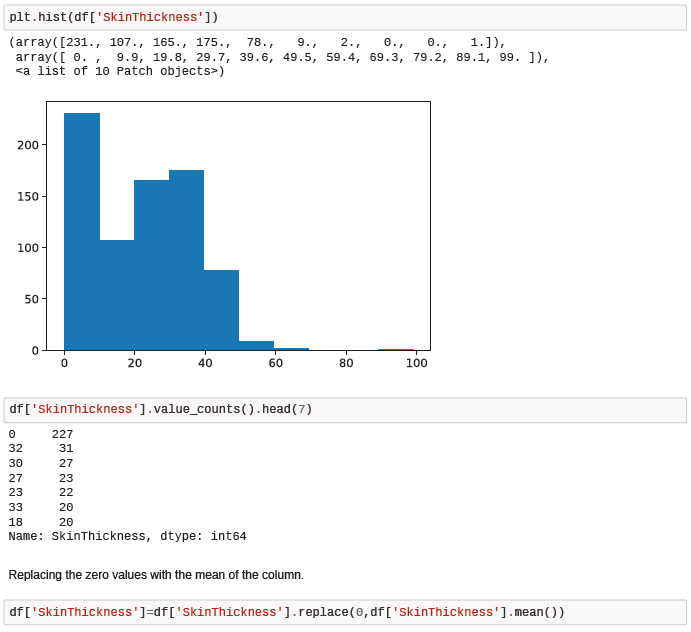 plt.hist(df['SkinThickness'])
(array([231., 107., 165., 175.,  78.,   9.,   2.,   0.,   0.,   1.]),
 array([ 0. ,  9.9, 19.8, 29.7, 39.6, 49.5, 59.4, 69.3, 79.2, 89.1, 99. ]),
 <a list of 10 Patch objects>)
200
150
100
50
0
0 20 40 60 80 100
df['SkinThickness'].value_counts().head(7)
0     227
32     31
30     27
27     23
23     22
33     20
18     20
Name: SkinThickness, dtype: int64
Replacing the zero values with the mean of the column.
df['SkinThickness']=df['SkinThickness'].replace(0,df['SkinThickness'].mean())